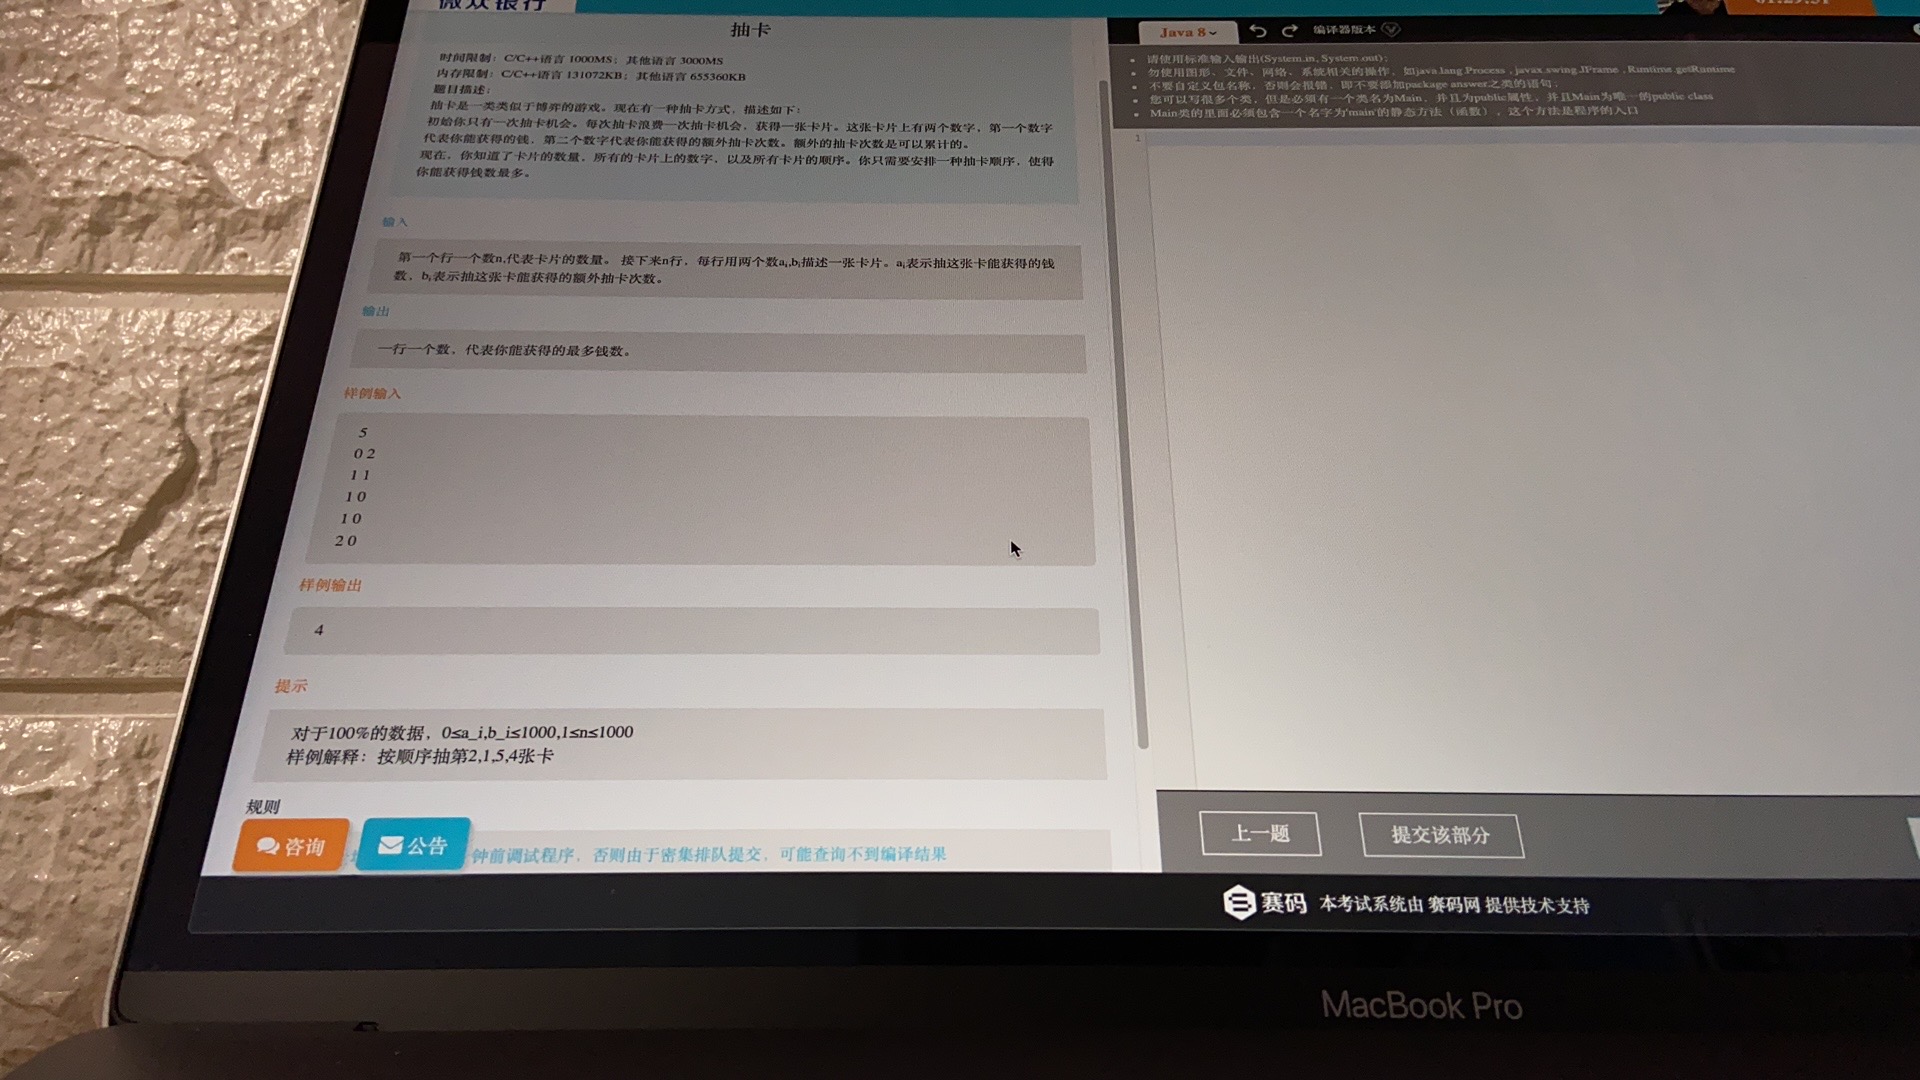 微众银行
抽卡
时间限制：C/C++语言 1000MS；其他语言 3000MS
内存限制：C/C++语言 131072KB；其他语言 655360KB
题目描述：
抽卡是一类类似于博弈的游戏。现在有一种抽卡方式，描述如下：
初始你只有一次抽卡机会。每次抽卡浪费一次抽卡机会，获得一张卡片。这张卡片上有两个数字，第一个数字
代表你能获得的钱，第二个数字代表你能获得的额外抽卡次数。额外的抽卡次数是可以累计的。
现在，你知道了卡片的数量，所有的卡片上的数字，以及所有卡片的顺序。你只需要安排一种抽卡顺序，使得
你能获得钱数最多。
输入
第一个行一个数n,代表卡片的数量。 接下来n行，每行用两个数ai,bi描述一张卡片。ai表示抽这张卡能获得的钱
数，bi表示抽这张卡能获得的额外抽卡次数。
输出
一行一个数，代表你能获得的最多钱数。
样例输入
5
0 2
1 1
1 0
1 0
2 0
样例输出
4
提示
对于100%的数据，0≤a_i,b_i≤1000,1≤n≤1000
样例解释：按顺序抽第2,1,5,4张卡
规则
钟前调试程序，否则由于密集排队提交，可能查询不到编译结果
咨询
公告
Java 8
编译器版本
请使用标准输入输出(System.in, System.out)；
勿使用图形、文件、网络、系统相关的操作，如java.lang.Process , javax.swing.JFrame , Runtime.getRuntime
不要自定义包名称，否则会报错，即不要添加package answer之类的语句；
您可以写很多个类，但是必须有一个类名为Main，并且为public属性，并且Main为唯一的public class
Main类的里面必须包含一个名字为'main'的静态方法（函数），这个方法是程序的入口
1
上一题
提交该部分
赛码
本考试系统由 赛码网 提供技术支持
MacBook Pro